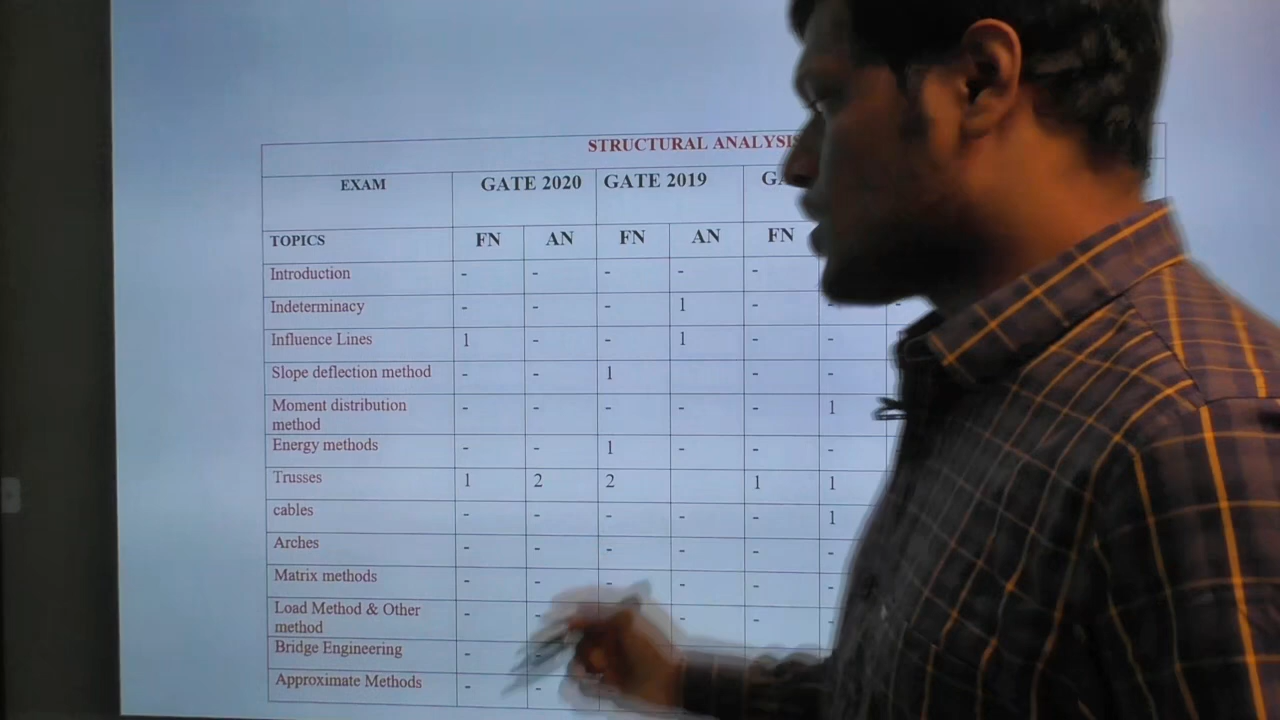 STRUCTURAL ANALYSIS
EXAM GATE 2020 GATE 2019
TOPICS FN AN FN AN FN
Introduction - - - - -
Indeterminacy - - - 1 - - -
Influence Lines 1 - - 1 - -
Slope deflection method - - 1 - -
Moment distribution - - - - - 1
method
Energy methods - - 1 - - -
Trusses 1 2 2 1 1
cables - - - - - 1
Arches - - - - - -
Matrix methods - - - - - -
Load Method & Other - - - -
method
Bridge Engineering - -
Approximate Methods - -